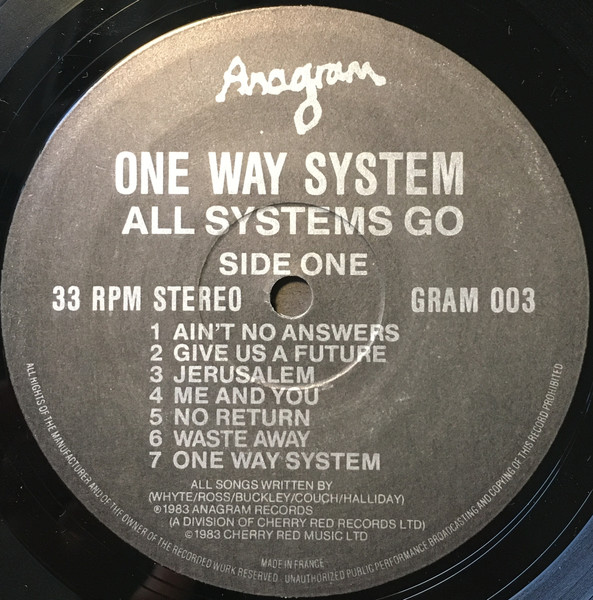 Anagram
ONE WAY SYSTEM
ALL SYSTEMS GO
SIDE ONE
33 RPM STEREO GRAM 003
1 AIN'T NO ANSWERS
2 GIVE US A FUTURE
3 JERUSALEM
4 ME AND YOU
5 NO RETURN
6 WASTE AWAY
7 ONE WAY SYSTEM
ALL SONGS WRITTEN BY
(WHYTE/ROSS/BUCKLEY/COUCH/HALLIDAY)
℗1983 ANAGRAM RECORDS
(A DIVISION OF CHERRY RED RECORDS LTD)
©1983 CHERRY RED MUSIC LTD
MADE IN FRANCE
ALL RIGHTS OF THE MANUFACTURER AND OF THE OWNER OF THE RECORDED WORK RESERVED. UNAUTHORIZED PUBLIC PERFORMANCE BROADCASTING AND COPYING OF THIS RECORD PROHIBITED